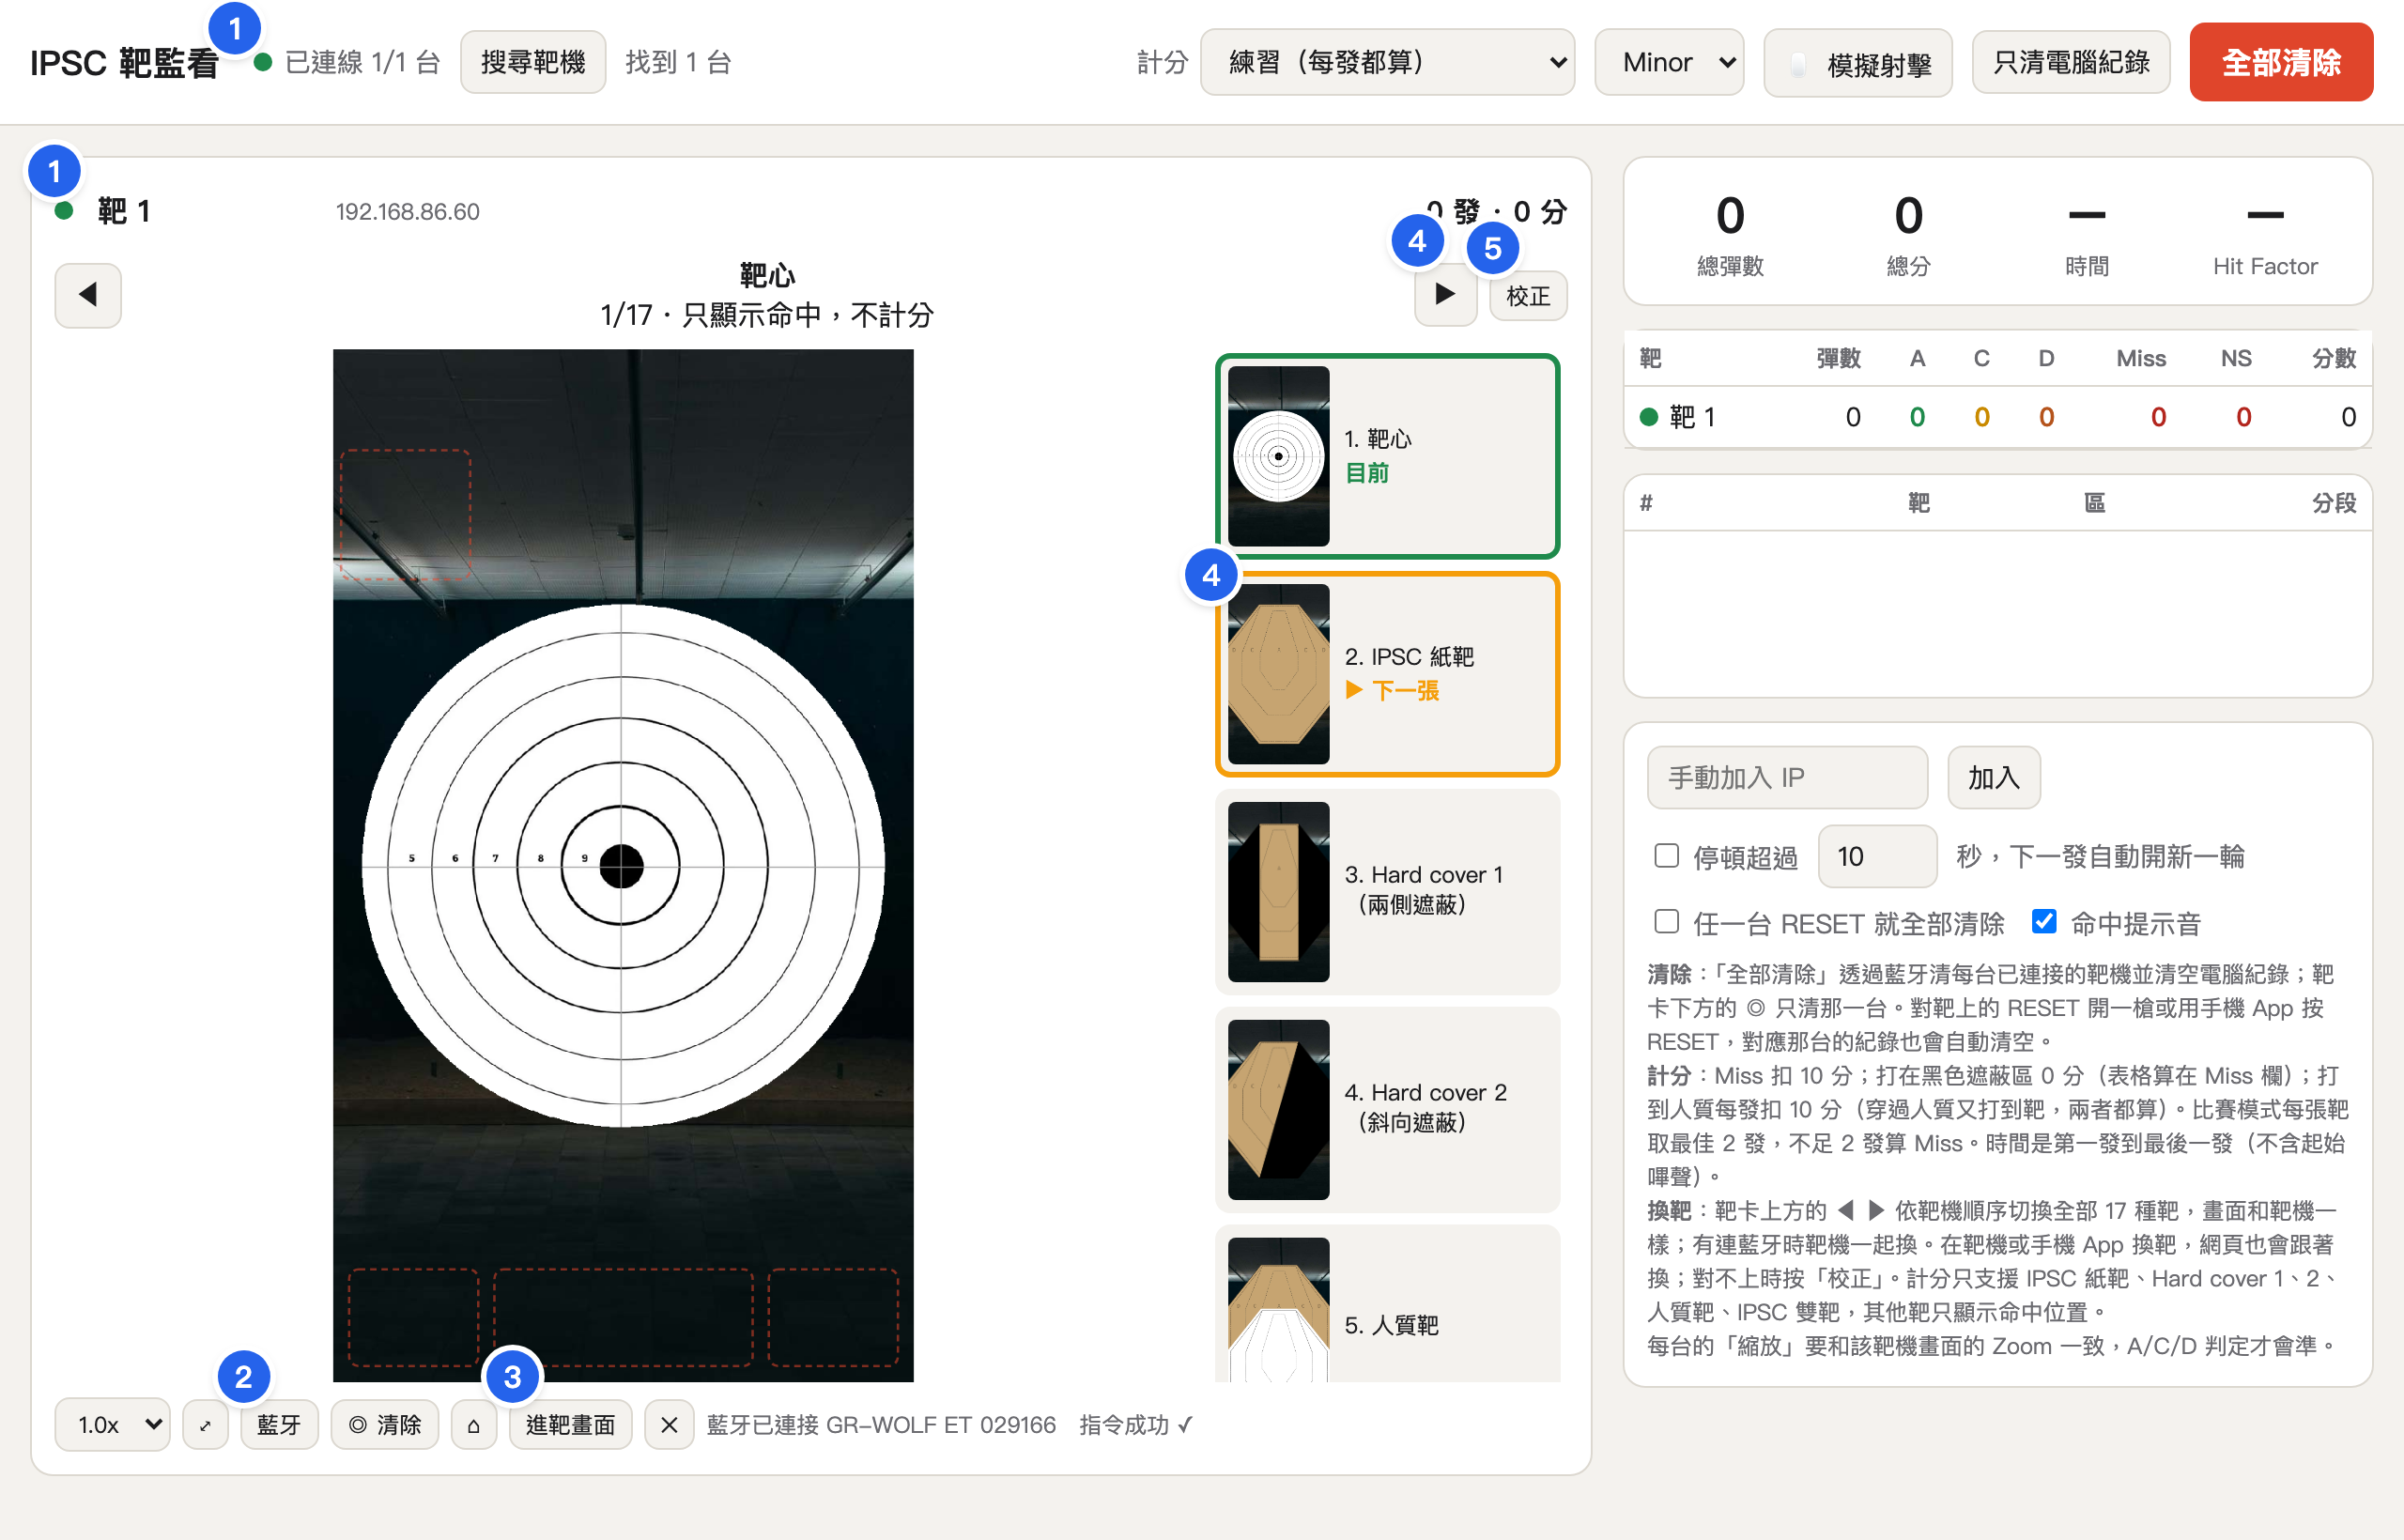 IPSC 靶監看
1
已連線 1/1 台
搜尋靶機
找到 1 台
計分
練習（每發都算）
Minor
模擬射擊
只清電腦紀錄
全部清除
1
靶 1
192.168.86.60
0 發 · 0 分
4
5
◀
靶心
1/17 · 只顯示命中，不計分
▶
校正
5 6 7 8 9
1. 靶心
目前
4
2. IPSC 紙靶
▶ 下一張
3. Hard cover 1
（兩側遮蔽）
4. Hard cover 2
（斜向遮蔽）
5. 人質靶
2
3
1.0x
⤢
藍牙
◎ 清除
⌂
進靶畫面
✕
藍牙已連接 GR-WOLF ET 029166
指令成功 ✓
0
總彈數
0
總分
—
時間
—
Hit Factor
靶 彈數 A C D Miss NS 分數
靶 1 0 0 0 0 0 0 0
# 靶 區 分段
手動加入 IP
加入
停頓超過 10 秒，下一發自動開新一輪
任一台 RESET 就全部清除 命中提示音
清除：「全部清除」透過藍牙清每台已連接的靶機並清空電腦紀錄；靶
卡下方的 ◎ 只清那一台。對靶上的 RESET 開一槍或用手機 App 按
RESET，對應那台的紀錄也會自動清空。
計分：Miss 扣 10 分；打在黑色遮蔽區 0 分（表格算在 Miss 欄）；打
到人質每發扣 10 分（穿過人質又打到靶，兩者都算）。比賽模式每張靶
取最佳 2 發，不足 2 發算 Miss。時間是第一發到最後一發（不含起始
嗶聲）。
換靶：靶卡上方的 ◀ ▶ 依靶機順序切換全部 17 種靶，畫面和靶機一
樣；有連藍牙時靶機一起換。在靶機或手機 App 換靶，網頁也會跟著
換；對不上時按「校正」。計分只支援 IPSC 紙靶、Hard cover 1、2、
人質靶、IPSC 雙靶，其他靶只顯示命中位置。
每台的「縮放」要和該靶機畫面的 Zoom 一致，A/C/D 判定才會準。